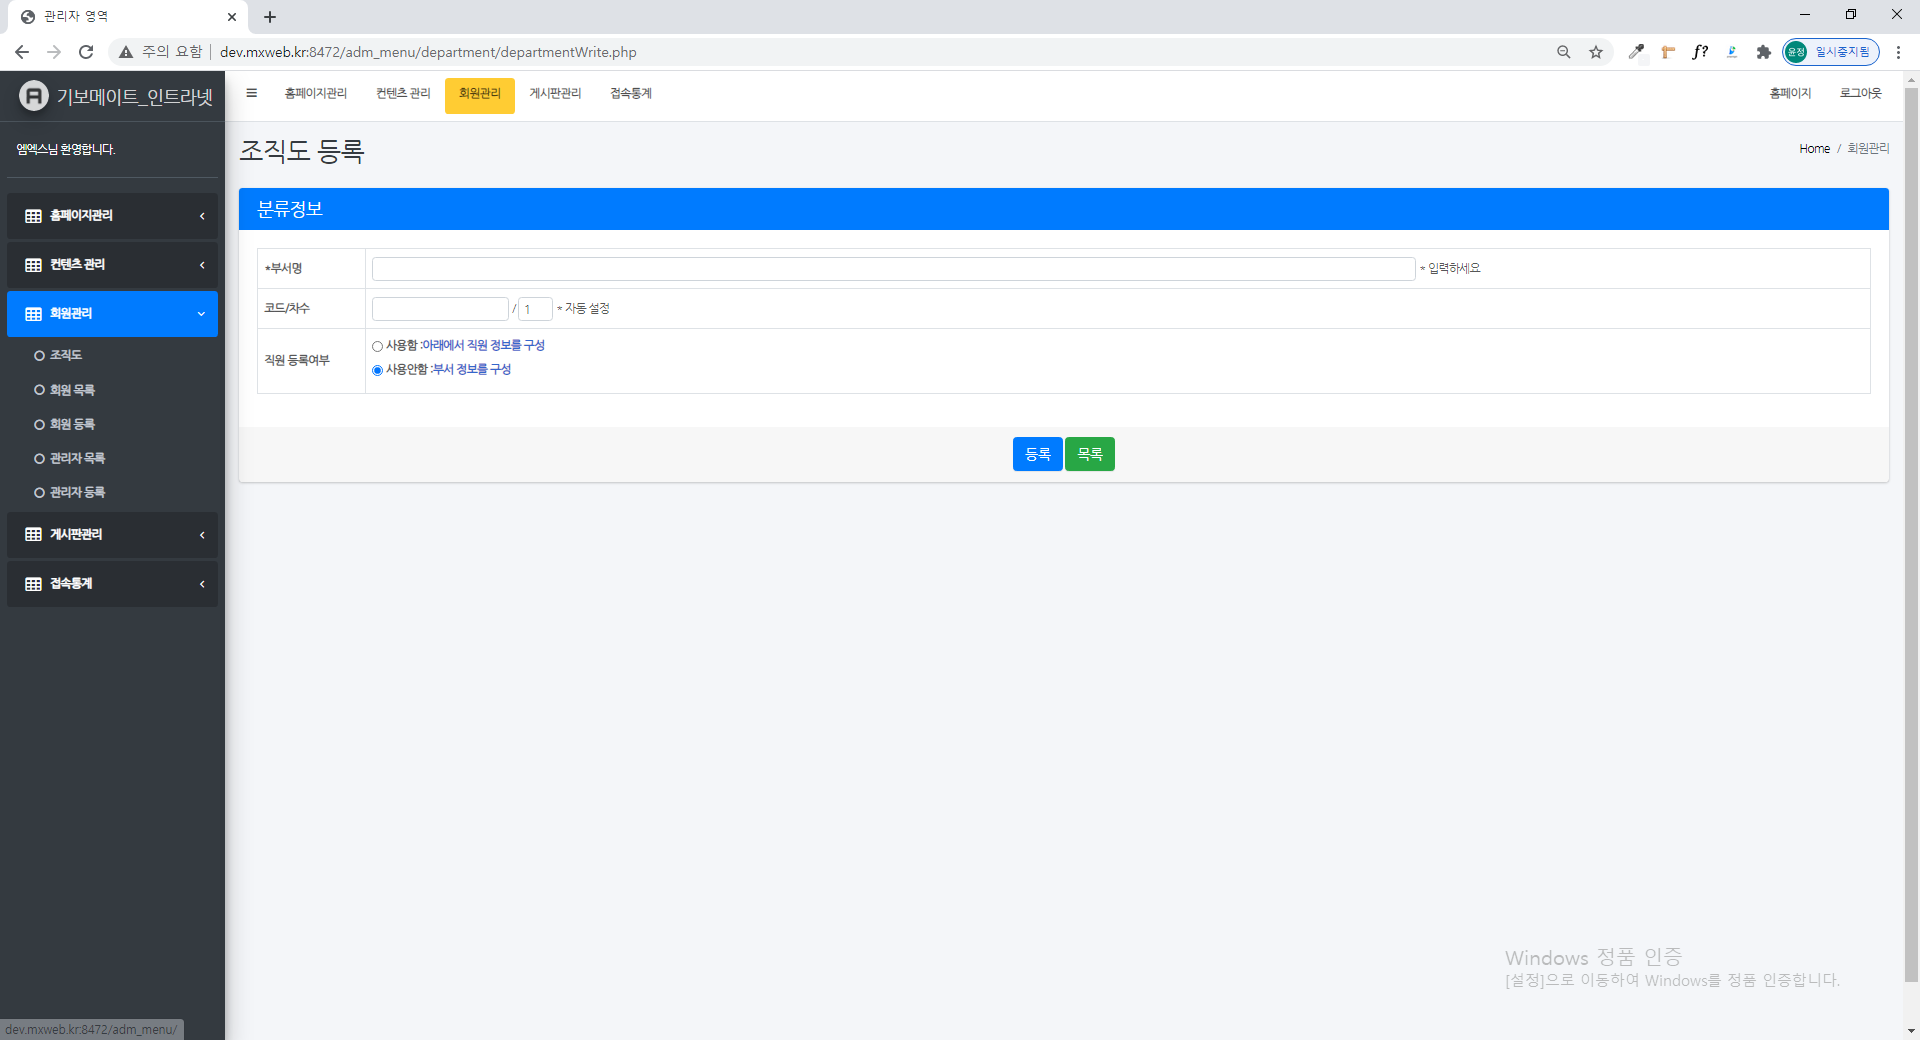 관리자 영역
주의 요함 dev.mxweb.kr:8472/adm_menu/department/departmentWrite.php
f?
윤정 일시중지됨
A 기보메이트_인트라넷
홈페이지관리 컨텐츠 관리 회원관리 게시판관리 접속통계 홈페이지 로그아웃
엠엑스님 환영합니다.
조직도 등록
Home / 회원관리
홈페이지관리
컨텐츠 관리
회원관리
조직도
회원 목록
회원 등록
관리자 목록
관리자 등록
게시판관리
접속통계
분류정보
*부서명 * 입력하세요
코드/차수 / 1 * 자동 설정
직원 등록여부
사용함 :아래에서 직원 정보를 구성
사용안함 :부서 정보를 구성
등록 목록
Windows 정품 인증
[설정]으로 이동하여 Windows를 정품 인증합니다.
dev.mxweb.kr:8472/adm_menu/